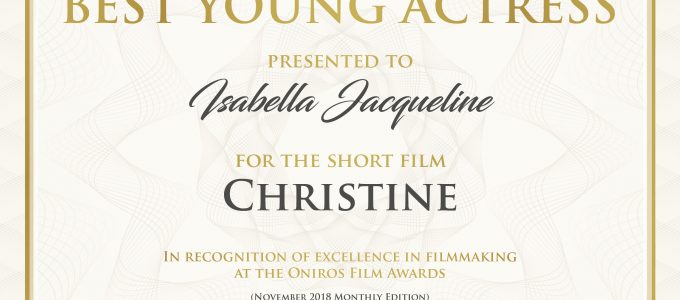 BEST YOUNG ACTRESS
PRESENTED TO
Isabella Jacqueline
FOR THE SHORT FILM
CHRISTINE
IN RECOGNITION OF EXCELLENCE IN FILMMAKING
AT THE ONIROS FILM AWARDS
(NOVEMBER 2018 MONTHLY EDITION)